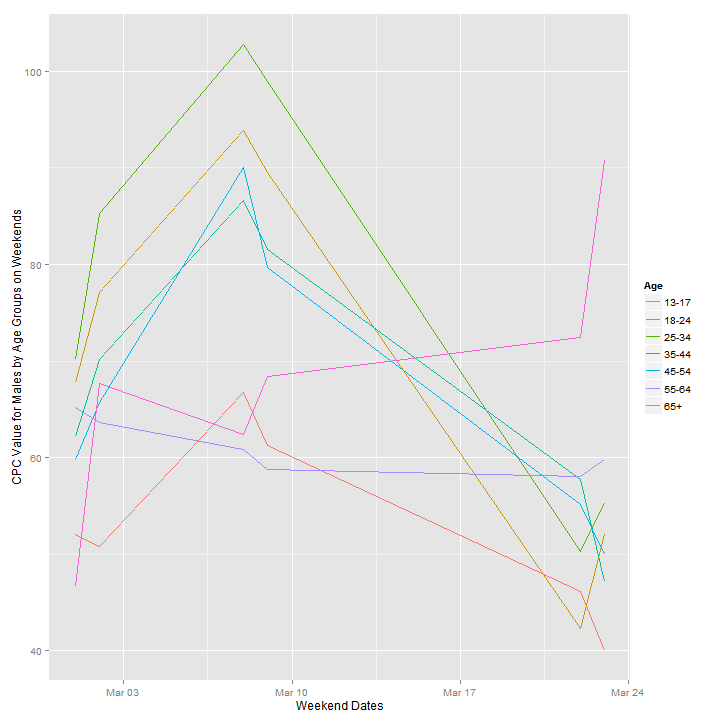 CPC Value for Males by Age Groups on Weekends
100
80
60
40
Mar 03
Mar 10
Mar 17
Mar 24
Weekend Dates
Age
13-17
18-24
25-34
35-44
45-54
55-64
65+